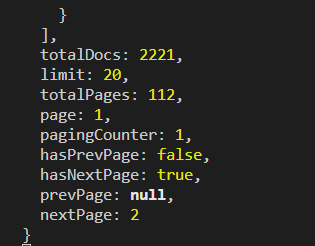 }
],
totalDocs: 2221,
limit: 20,
totalPages: 112,
page: 1,
pagingCounter: 1,
hasPrevPage: false,
hasNextPage: true,
prevPage: null,
nextPage: 2
}